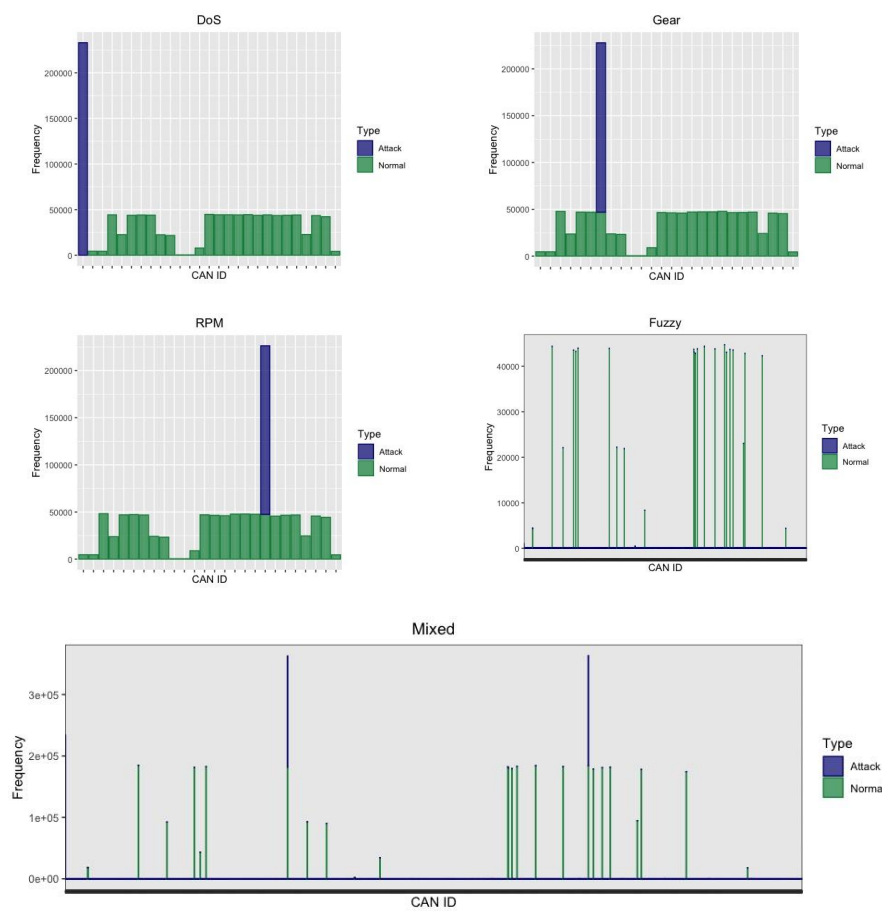 DoS
Frequency
200000
150000
100000
50000
0
CAN ID
Type
Attack
Normal
Gear
Frequency
200000
150000
100000
50000
0
CAN ID
Type
Attack
Normal
RPM
Frequency
200000
150000
100000
50000
0
CAN ID
Type
Attack
Normal
Fuzzy
Frequency
40000
30000
20000
10000
0
CAN ID
Type
Attack
Normal
Mixed
Frequency
3e+05
2e+05
1e+05
0e+00
CAN ID
Type
Attack
Norma